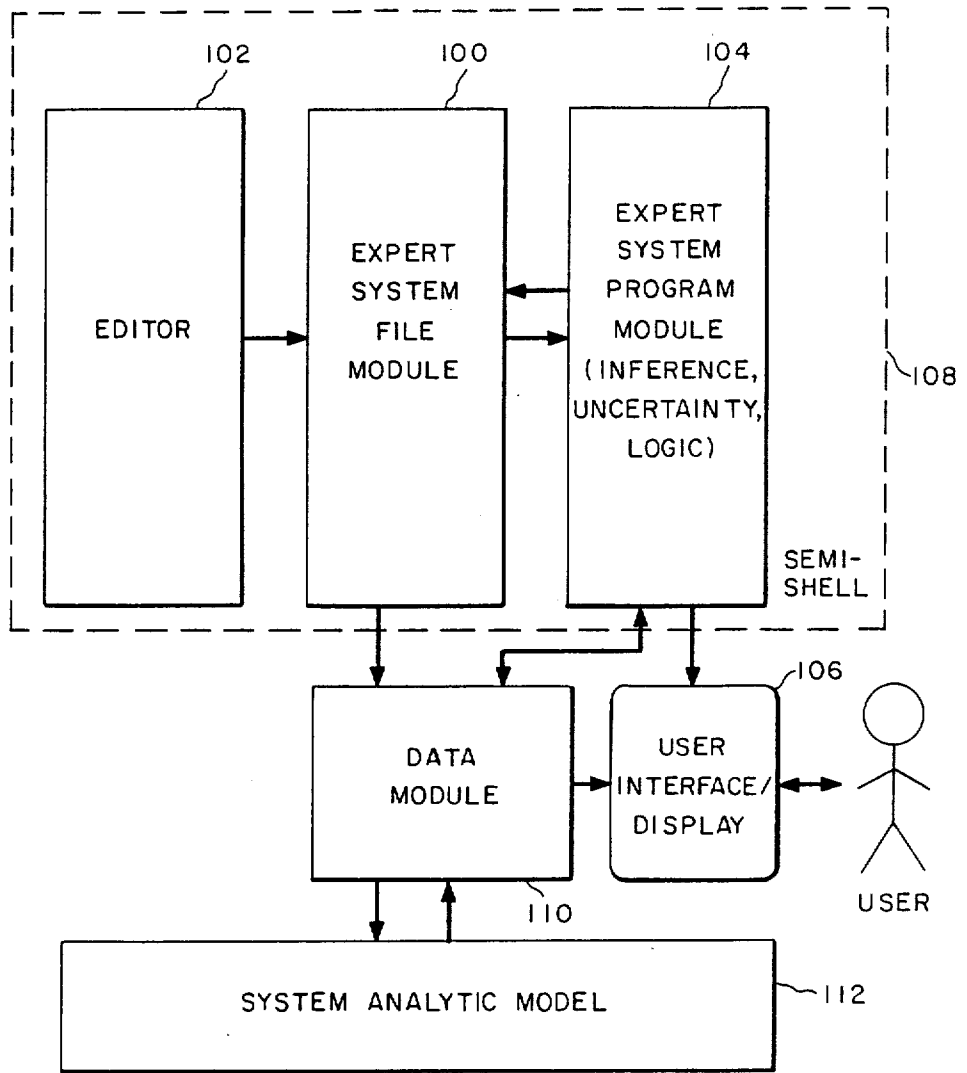 102
100
104
EDITOR
EXPERT
SYSTEM
FILE
MODULE
EXPERT
SYSTEM
PROGRAM
MODULE
(INFERENCE,
UNCERTAINTY,
LOGIC)
108
SEMI-
SHELL
106
DATA
MODULE
USER
INTERFACE/
DISPLAY
110
USER
SYSTEM ANALYTIC MODEL
112